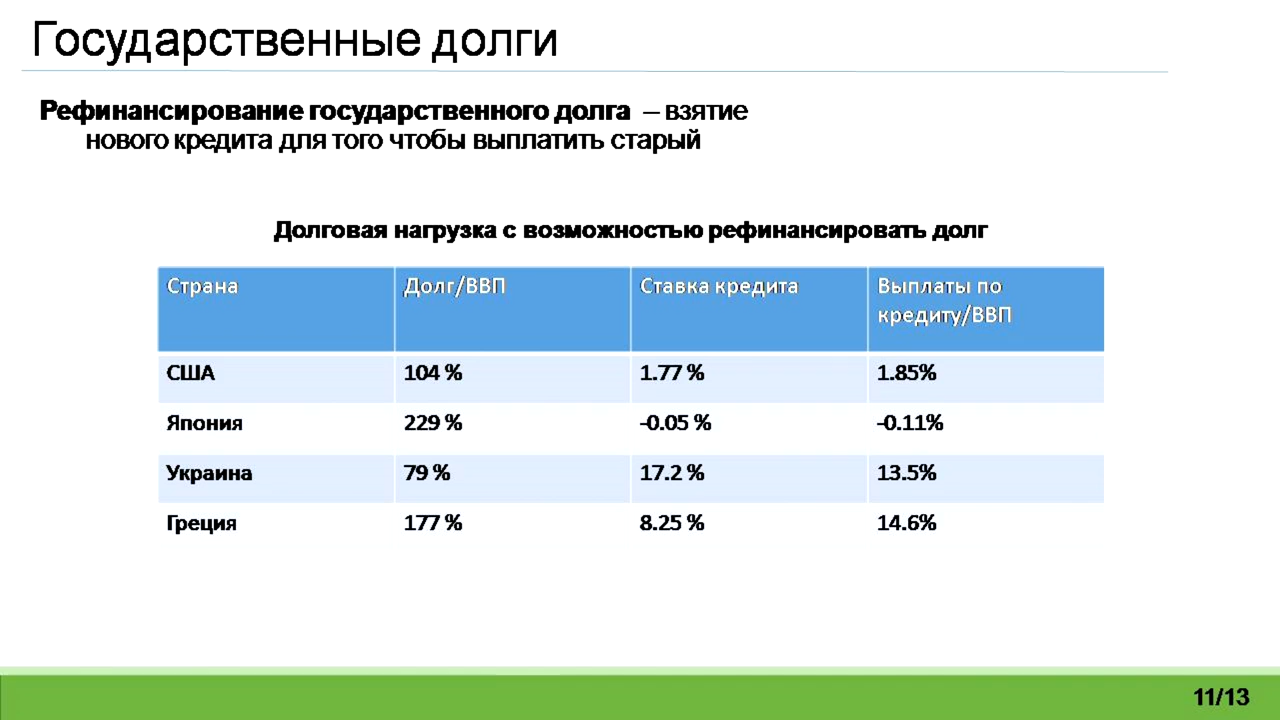 Государственные долги
Рефинансирование государственного долга – взятие
нового кредита для того чтобы выплатить старый
Долговая нагрузка с возможностью рефинансировать долг
Страна Долг/ВВП Ставка кредита Выплаты по
кредиту/ВВП
США 104 % 1.77 % 1.85%
Япония 229 % -0.05 % -0.11%
Украина 79 % 17.2 % 13.5%
Греция 177 % 8.25 % 14.6%
11/13